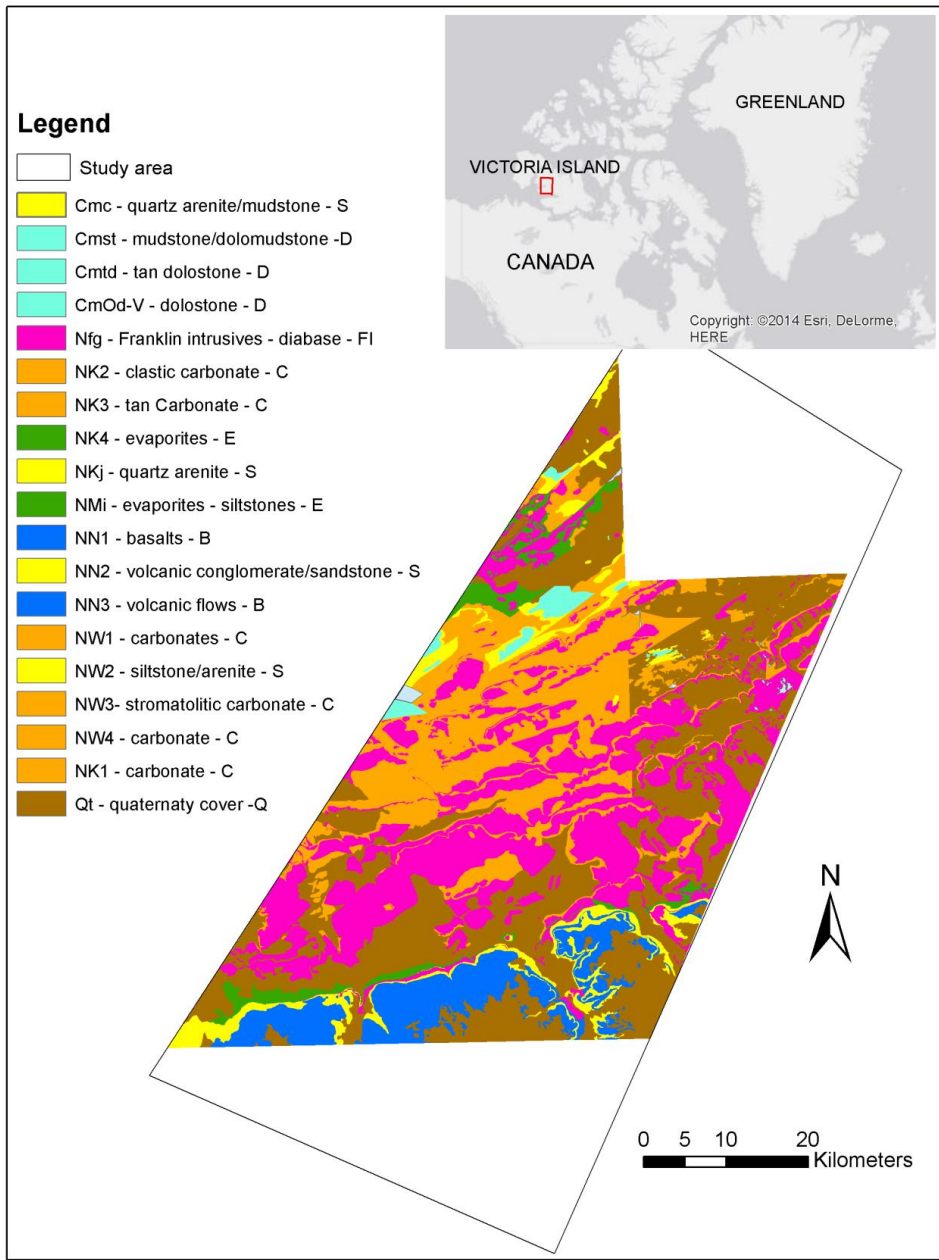 GREENLAND
VICTORIA ISLAND
CANADA
Copyright: ©2014 Esri, DeLorme,
HERE
Legend
Study area
Cmc - quartz arenite/mudstone - S
Cmst - mudstone/dolomudstone -D
Cmtd - tan dolostone - D
CmOd-V - dolostone - D
Nfg - Franklin intrusives - diabase - FI
NK2 - clastic carbonate - C
NK3 - tan Carbonate - C
NK4 - evaporites - E
NKj - quartz arenite - S
NMi - evaporites - siltstones - E
NN1 - basalts - B
NN2 - volcanic conglomerate/sandstone - S
NN3 - volcanic flows - B
NW1 - carbonates - C
NW2 - siltstone/arenite - S
NW3- stromatolitic carbonate - C
NW4 - carbonate - C
NK1 - carbonate - C
Qt - quaternaty cover -Q
N
0 5 10 20
Kilometers